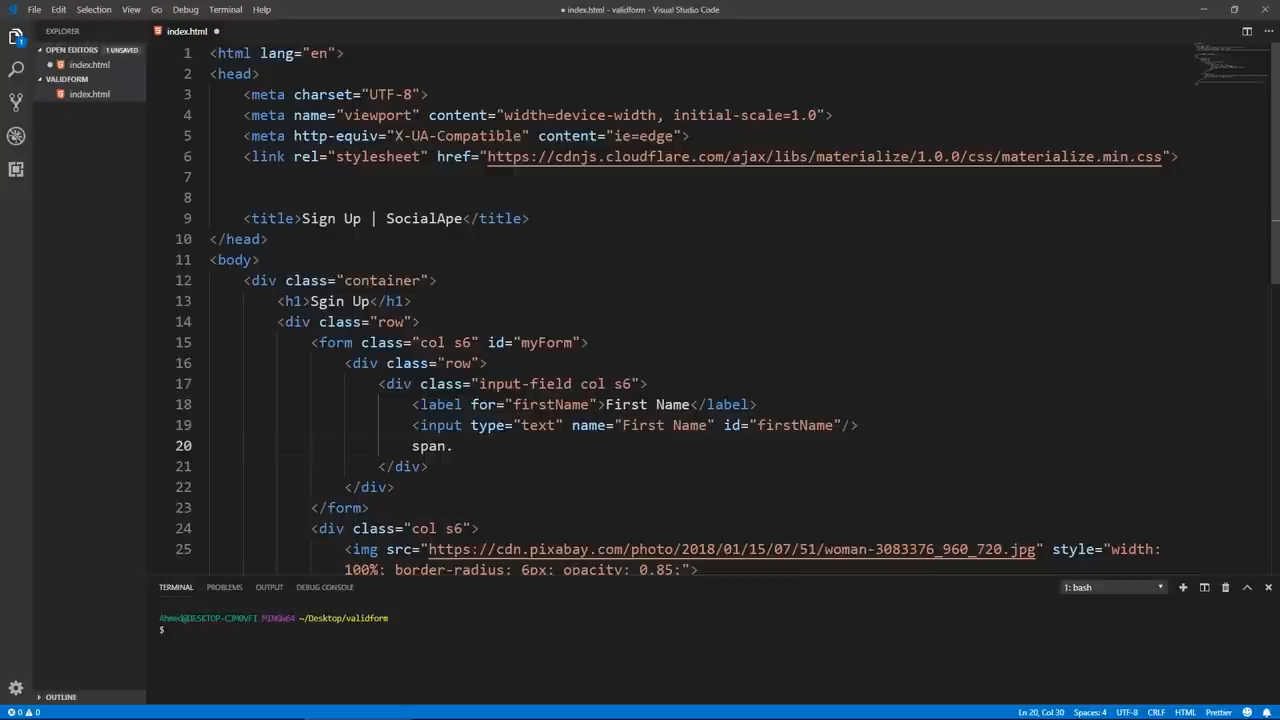 File Edit Selection View Go Debug Terminal Help
● index.html - validform - Visual Studio Code
EXPLORER
index.html ●
OPEN EDITORS 1 UNSAVED
● index.html
VALIDFORM
index.html
1 <html lang="en">
2 <head>
3 <meta charset="UTF-8">
4 <meta name="viewport" content="width=device-width, initial-scale=1.0">
5 <meta http-equiv="X-UA-Compatible" content="ie=edge">
6 <link rel="stylesheet" href="https://cdnjs.cloudflare.com/ajax/libs/materialize/1.0.0/css/materialize.min.css">
7
8
9 <title>Sign Up | SocialApe</title>
10 </head>
11 <body>
12 <div class="container">
13 <h1>Sgin Up</h1>
14 <div class="row">
15 <form class="col s6" id="myForm">
16 <div class="row">
17 <div class="input-field col s6">
18 <label for="firstName">First Name</label>
19 <input type="text" name="First Name" id="firstName"/>
20 span.
21 </div>
22 </div>
23 </form>
24 <div class="col s6">
25 <img src="https://cdn.pixabay.com/photo/2018/01/15/07/51/woman-3083376_960_720.jpg" style="width:
100%; border-radius: 6px; opacity: 0.85;">
TERMINAL PROBLEMS OUTPUT DEBUG CONSOLE 1: bash
Ahmed@DESKTOP-CJM0VFI MINGW64 ~/Desktop/validform
$
OUTLINE
0 0 Ln 20, Col 30 Spaces: 4 UTF-8 CRLF HTML Prettier